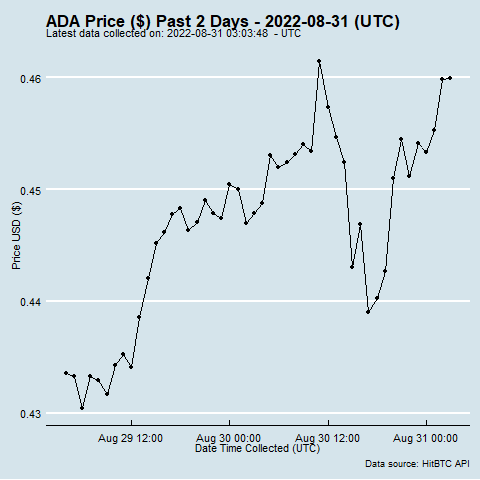 ADA Price ($) Past 2 Days - 2022-08-31 (UTC)
Latest data collected on: 2022-08-31 03:03:48 - UTC
0.46
0.45
0.44
0.43
Price USD ($)
Aug 29 12:00 Aug 30 00:00 Aug 30 12:00 Aug 31 00:00
Date Time Collected (UTC)
Data source: HitBTC API